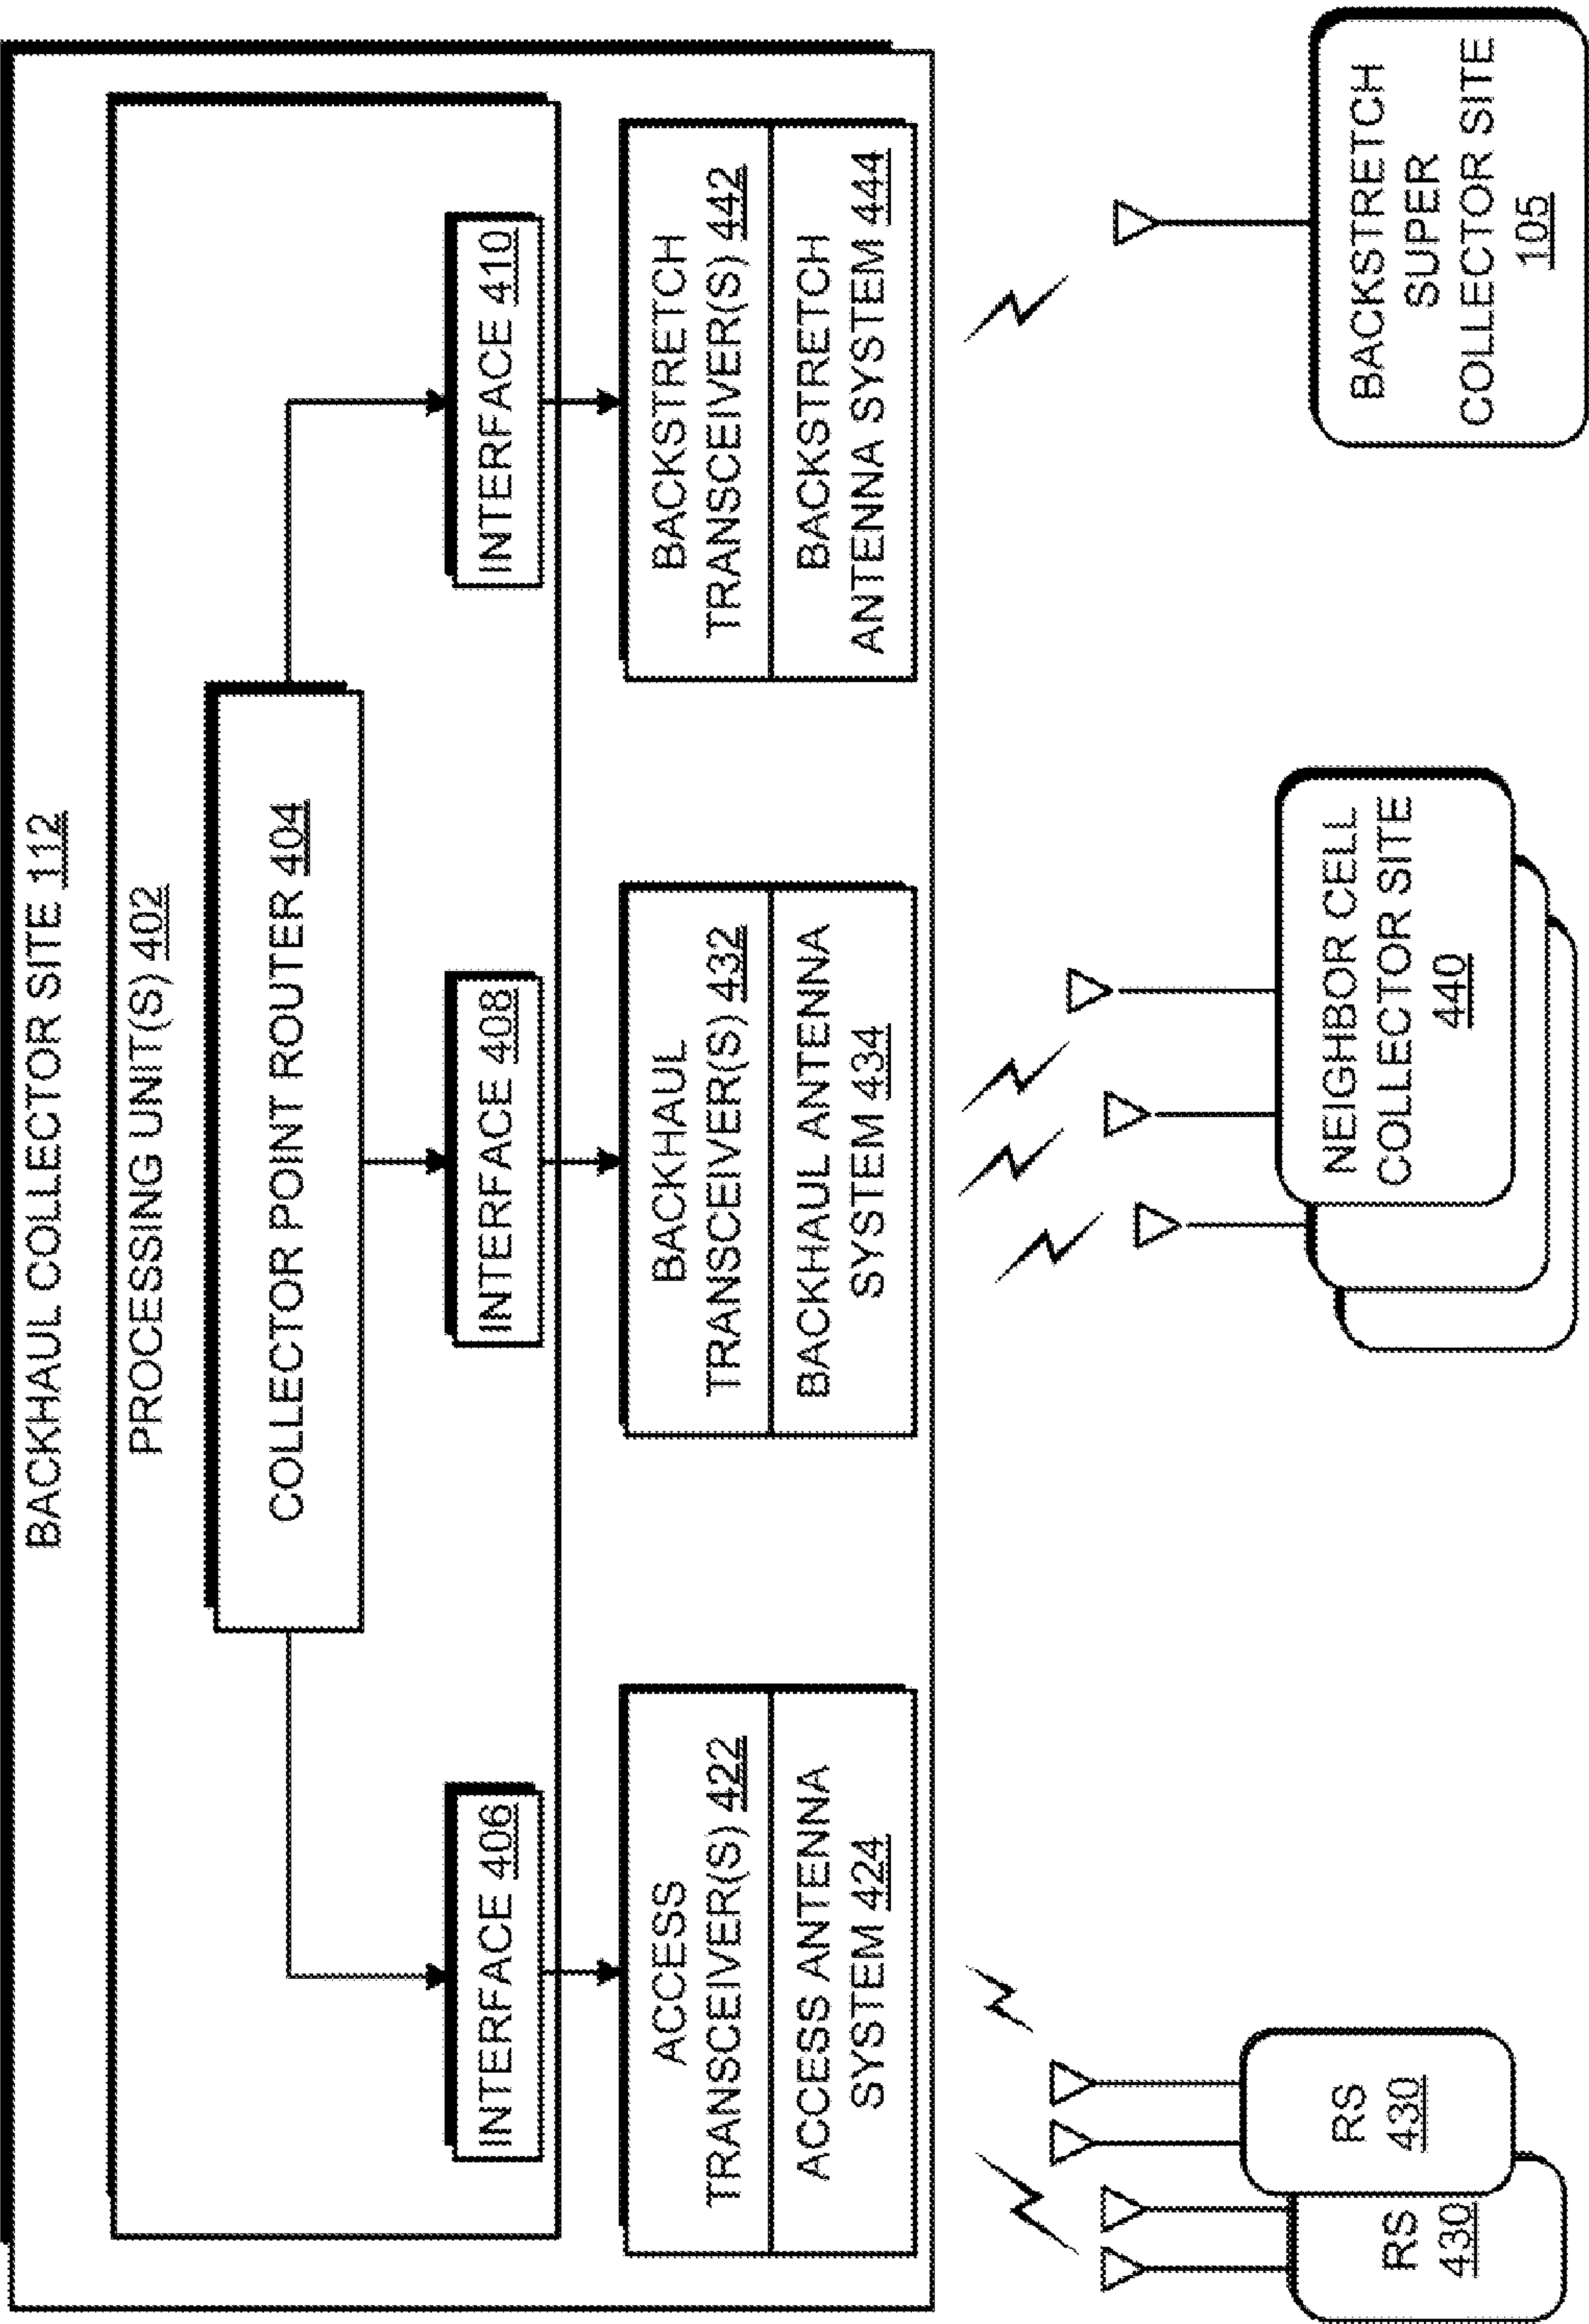 BACKHAUL COLLECTOR SITE 112
PROCESSING UNIT(S) 402
COLLECTOR POINT ROUTER 404
INTERFACE 406
INTERFACE 408
INTERFACE 410
ACCESS
TRANSCEIVER(S) 422
ACCESS ANTENNA
SYSTEM 424
BACKHAUL
TRANSCEIVER(S) 432
BACKHAUL ANTENNA
SYSTEM 434
BACKSTRETCH
TRANSCEIVER(S) 442
BACKSTRETCH
ANTENNA SYSTEM 444
RS
430
RS
430
NEIGHBOR CELL
COLLECTOR SITE
440
BACKSTRETCH
SUPER
COLLECTOR SITE
105